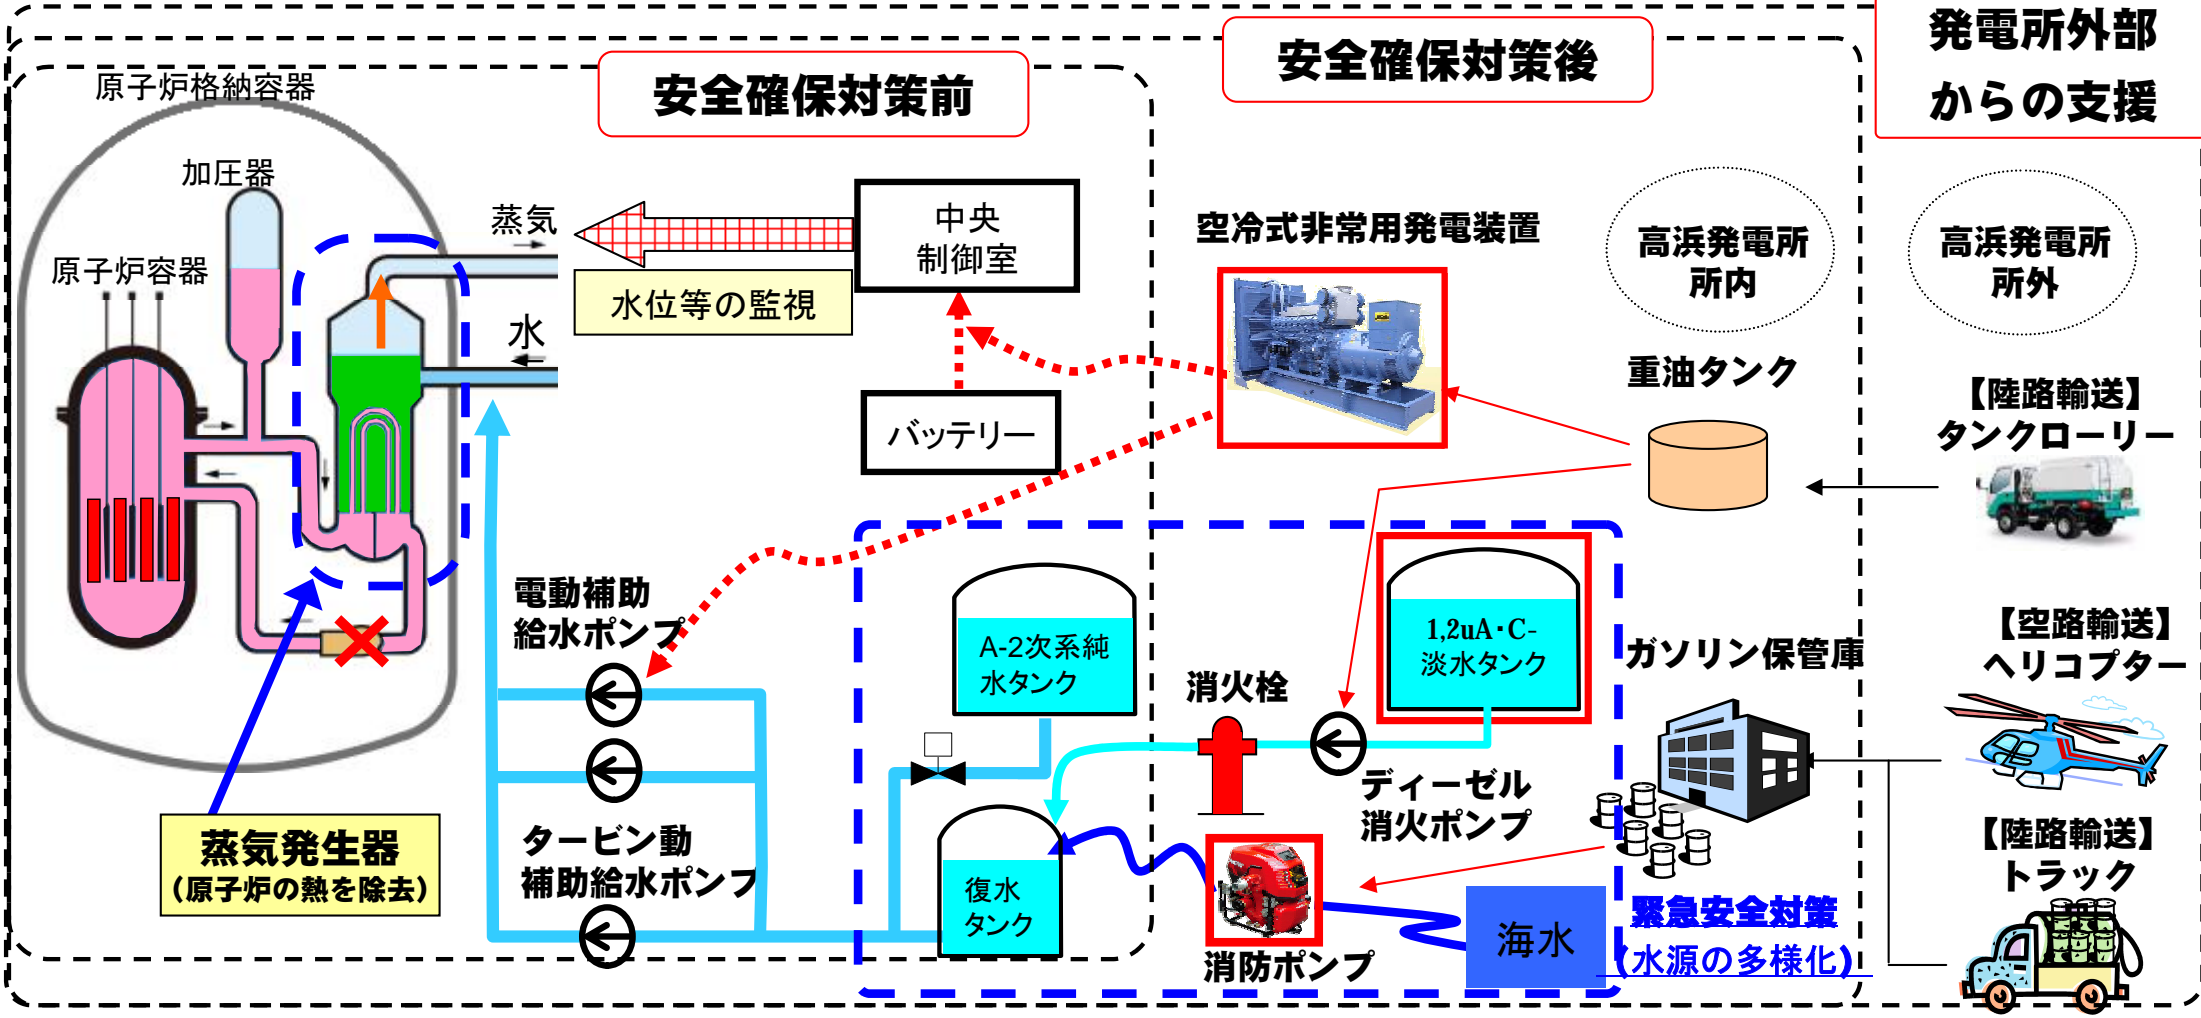 発電所外部
からの支援
安全確保対策後
安全確保対策前
原子炉格納容器
加圧器
原子炉容器
蒸気
水
中央
制御室
水位等の監視
バッテリー
空冷式非常用発電装置
高浜発電所
所内
高浜発電所
所外
重油タンク
【陸路輸送】
タンクローリー
電動補助
給水ポンプ
A-2次系純
水タンク
1,2uA・C-
淡水タンク
消火栓
ガソリン保管庫
【空路輸送】
ヘリコプター
ディーゼル
消火ポンプ
タービン動
補助給水ポンプ
蒸気発生器
(原子炉の熱を除去)
復水
タンク
消防ポンプ
海水
緊急安全対策
(水源の多様化)
【陸路輸送】
トラック